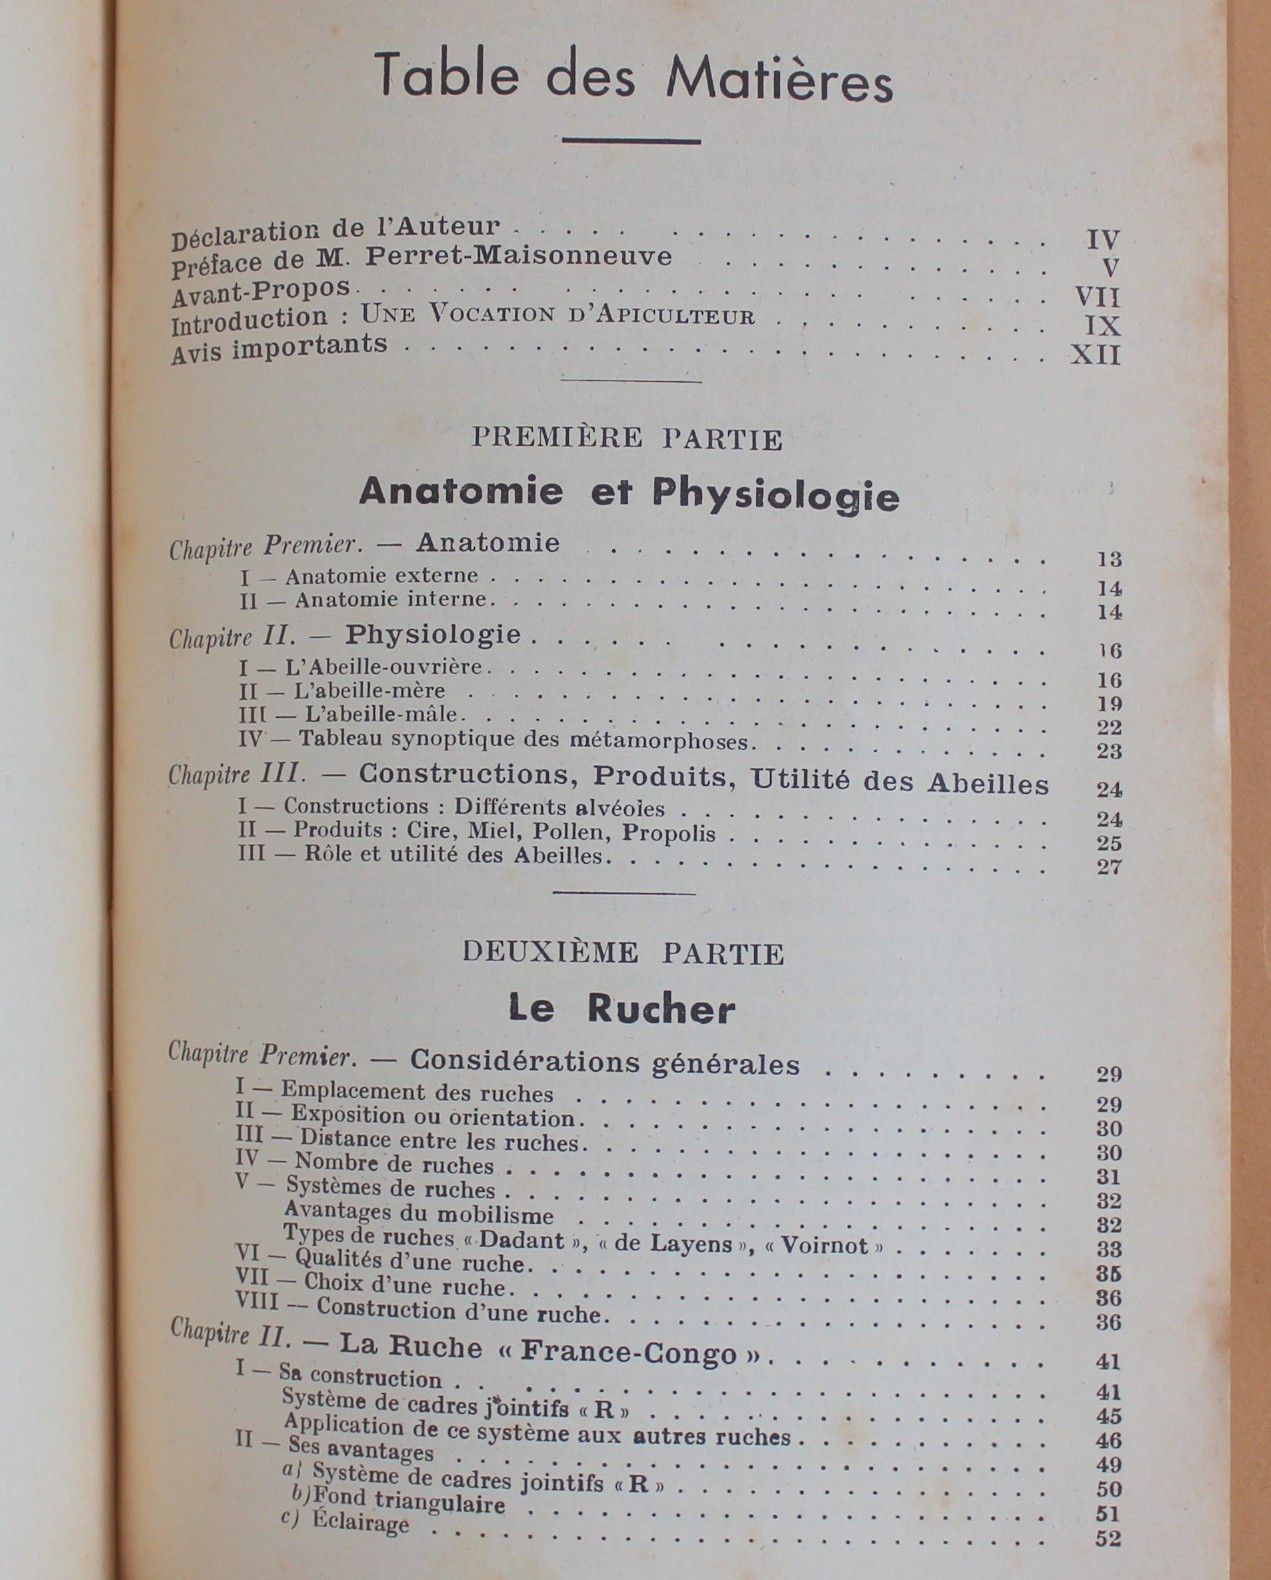 Table des Matières
Déclaration de l'Auteur . . . . . . . . . . . . . . . . . . . IV
Préface de M. Perret-Maisonneuve . . . . . . . . . . . . . V
Avant-Propos . . . . . . . . . . . . . . . . . . . . . . . . VII
Introduction : UNE VOCATION D'APICULTEUR . . . . . . . . . . . IX
Avis importants . . . . . . . . . . . . . . . . . . . . . . . . . XII
PREMIÈRE PARTIE
Anatomie et Physiologie
Chapitre Premier. — Anatomie . . . . . . . . . . . . . . . . . 13
I — Anatomie externe . . . . . . . . . . . . . . . . . . . . . 14
II — Anatomie interne . . . . . . . . . . . . . . . . . . . . . 14
Chapitre II. — Physiologie . . . . . . . . . . . . . . . . . . 16
I — L'Abeille-ouvrière . . . . . . . . . . . . . . . . . . . . . 16
II — L'abeille-mère . . . . . . . . . . . . . . . . . . . . . . 19
III — L'abeille-mâle . . . . . . . . . . . . . . . . . . . . . . 22
IV — Tableau synoptique des métamorphoses . . . . . . . . . . . . 23
Chapitre III. — Constructions, Produits, Utilité des Abeilles 24
I — Constructions : Différents alvéoles . . . . . . . . . . . . . . 24
II — Produits : Cire, Miel, Pollen, Propolis . . . . . . . . . . . . 25
III — Rôle et utilité des Abeilles . . . . . . . . . . . . . . . . . 27
DEUXIÈME PARTIE
Le Rucher
Chapitre Premier. — Considérations générales . . . . . . . . . 29
I — Emplacement des ruches . . . . . . . . . . . . . . . . . . 29
II — Exposition ou orientation . . . . . . . . . . . . . . . . . . 30
III — Distance entre les ruches . . . . . . . . . . . . . . . . . . 30
IV — Nombre de ruches . . . . . . . . . . . . . . . . . . . . . 31
V — Systèmes de ruches . . . . . . . . . . . . . . . . . . . . . 32
Avantages du mobilisme . . . . . . . . . . . . . . . . . . 32
Types de ruches « Dadant », « de Layens », « Voirnot » . . . . . . . 33
VI — Qualités d'une ruche . . . . . . . . . . . . . . . . . . . . 35
VII — Choix d'une ruche . . . . . . . . . . . . . . . . . . . . . 36
VIII — Construction d'une ruche . . . . . . . . . . . . . . . . . 36
Chapitre II. — La Ruche « France-Congo » . . . . . . . . . . . 41
I — Sa construction . . . . . . . . . . . . . . . . . . . . . . . 41
Système de cadres jointifs « R » . . . . . . . . . . . . . . . 45
Application de ce système aux autres ruches . . . . . . . . . . 46
II — Ses avantages . . . . . . . . . . . . . . . . . . . . . . . 49
a) Système de cadres jointifs « R » . . . . . . . . . . . . . . 50
b) Fond triangulaire . . . . . . . . . . . . . . . . . . . . 51
c) Éclairage . . . . . . . . . . . . . . . . . . . . . . . . 52